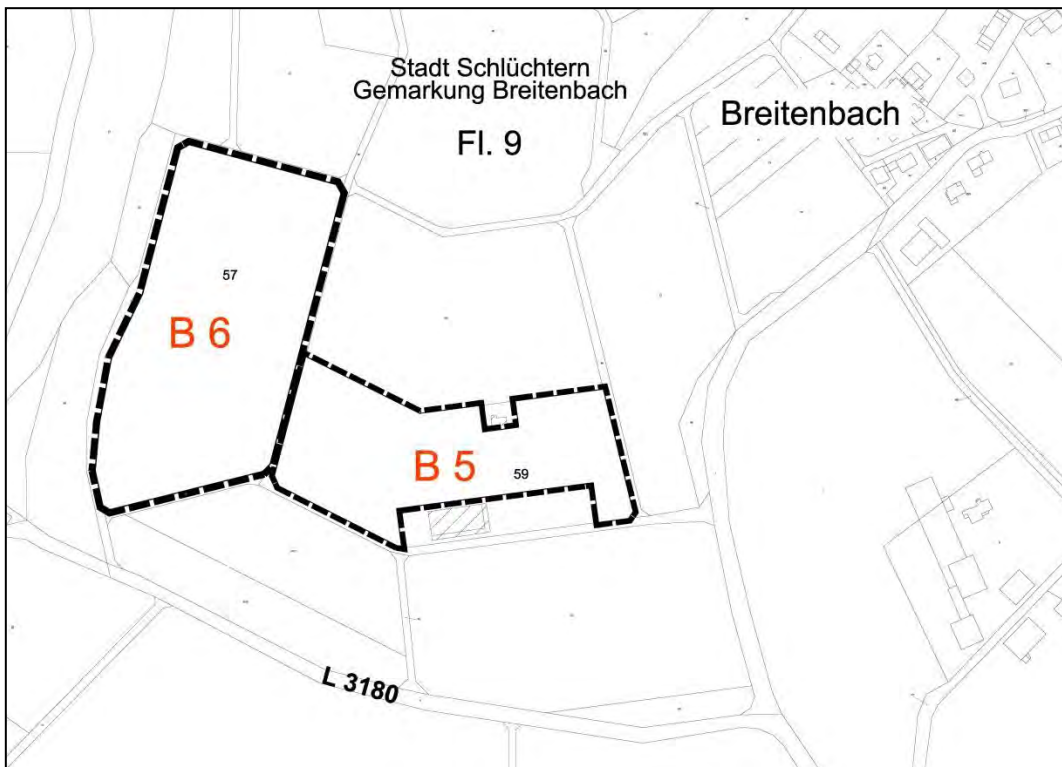 Stadt Schlüchtern
Gemarkung Breitenbach
Fl. 9
Breitenbach
57
B 6
B 5
59
L 3180